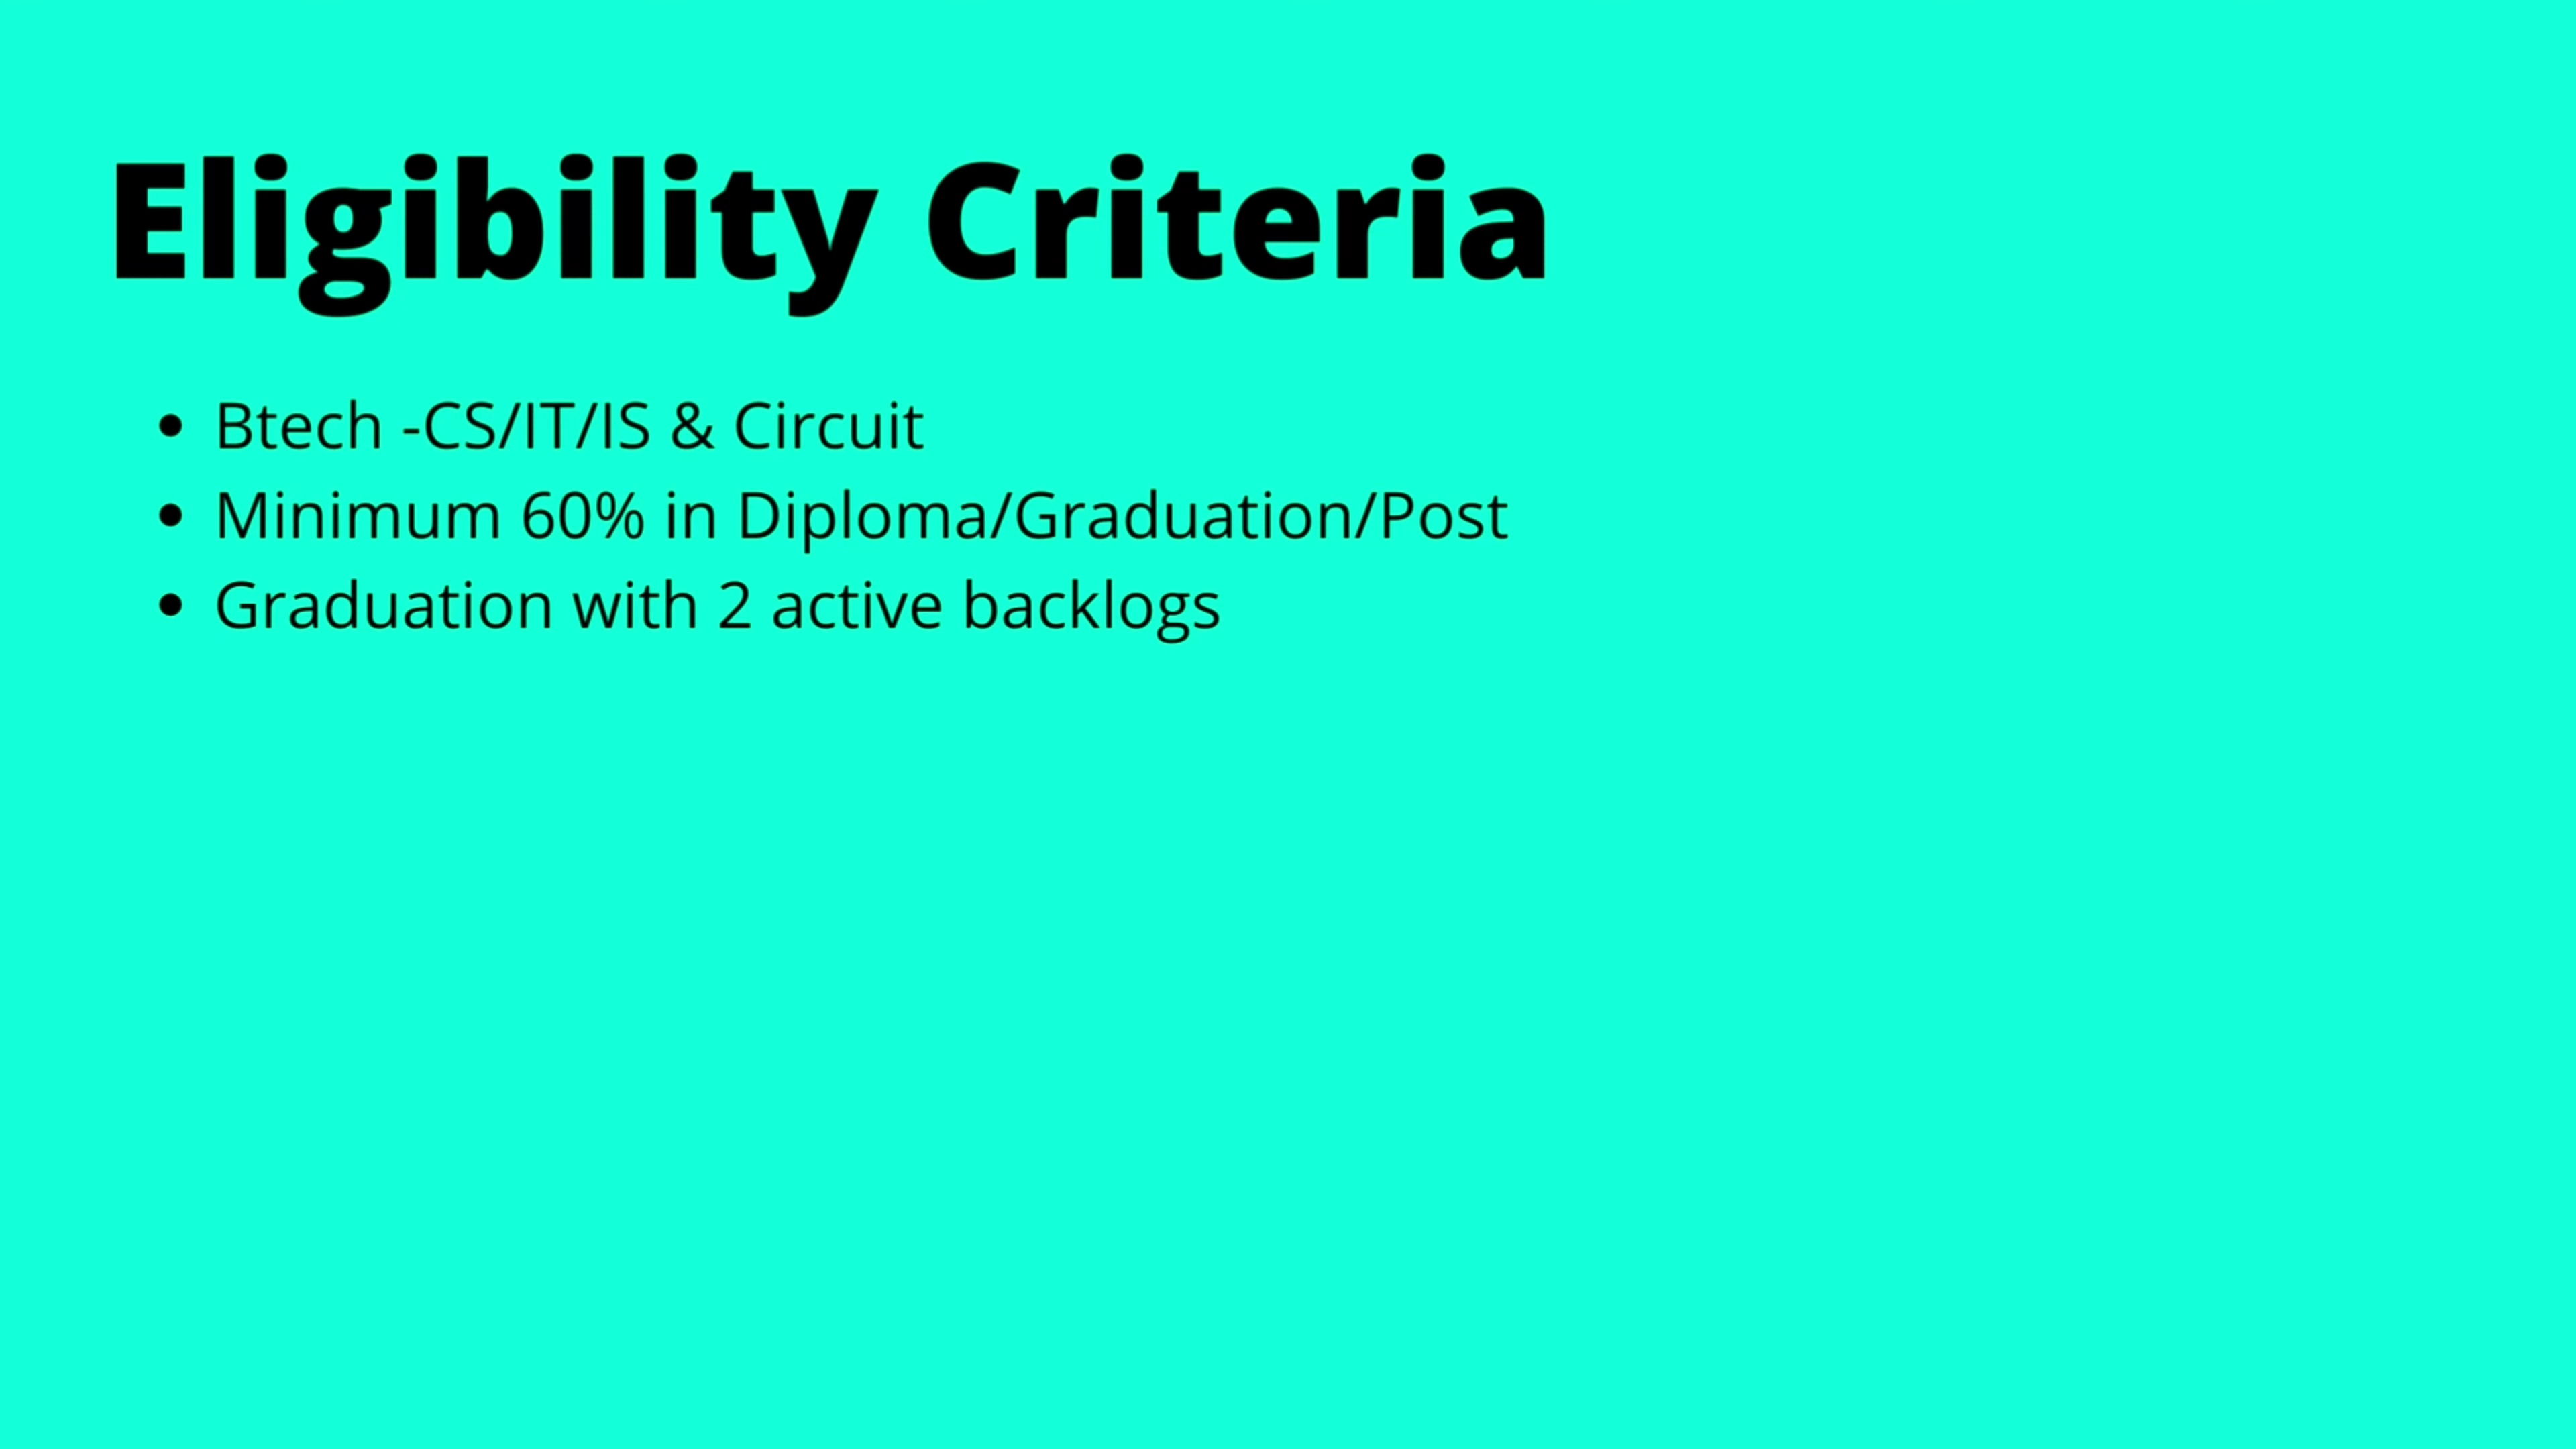 Eligibility Criteria
• Btech -CS/IT/IS & Circuit
• Minimum 60% in Diploma/Graduation/Post
• Graduation with 2 active backlogs